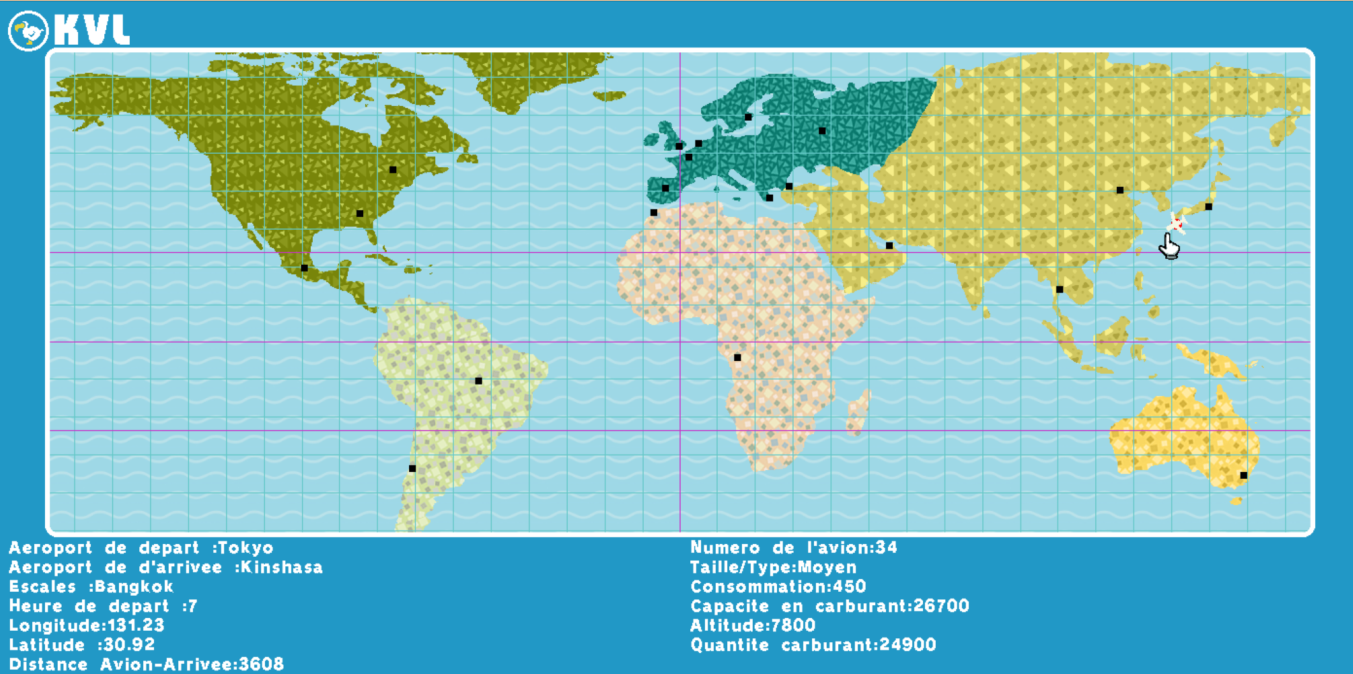 KVL
Aeroport de depart :Tokyo
Aeroport de d'arrivee :Kinshasa
Escales :Bangkok
Heure de depart :7
Longitude:131.23
Latitude :30.92
Distance Avion-Arrivee:3608
Numero de l'avion:34
Taille/Type:Moyen
Consommation:450
Capacite en carburant:26700
Altitude:7800
Quantite carburant:24900